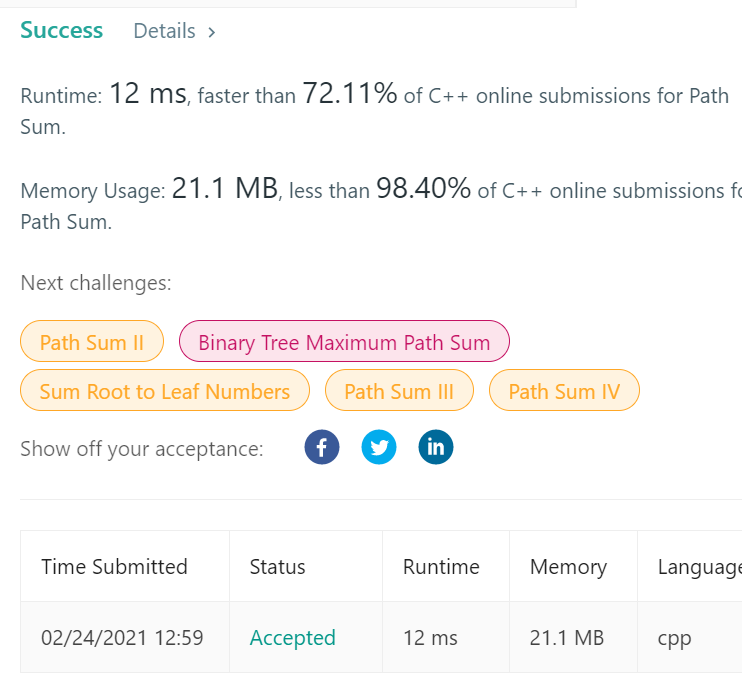 Success Details >
Runtime: 12 ms, faster than 72.11% of C++ online submissions for Path
Sum.
Memory Usage: 21.1 MB, less than 98.40% of C++ online submissions fo
Path Sum.
Next challenges:
Path Sum II Binary Tree Maximum Path Sum
Sum Root to Leaf Numbers Path Sum III Path Sum IV
Show off your acceptance: f in
Time Submitted Status Runtime Memory Language
02/24/2021 12:59 Accepted 12 ms 21.1 MB cpp